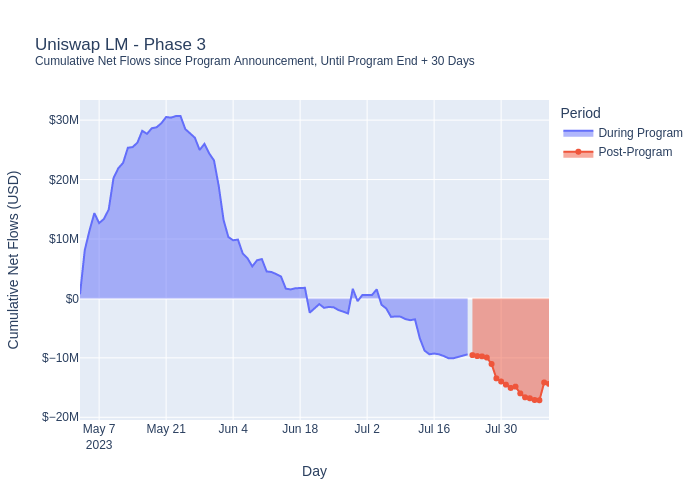 Uniswap LM - Phase 3
Cumulative Net Flows since Program Announcement, Until Program End + 30 Days
Period
During Program
Post-Program
Cumulative Net Flows (USD)
$30M
$20M
$10M
$0
$−10M
$−20M
May 7
2023
May 21
Jun 4
Jun 18
Jul 2
Jul 16
Jul 30
Day